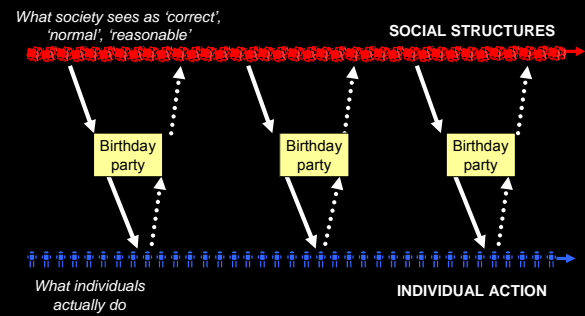 What society sees as ‘correct’,
‘normal’, ‘reasonable’
SOCIAL STRUCTURES
Birthday
party
Birthday
party
Birthday
party
What individuals
actually do
INDIVIDUAL ACTION